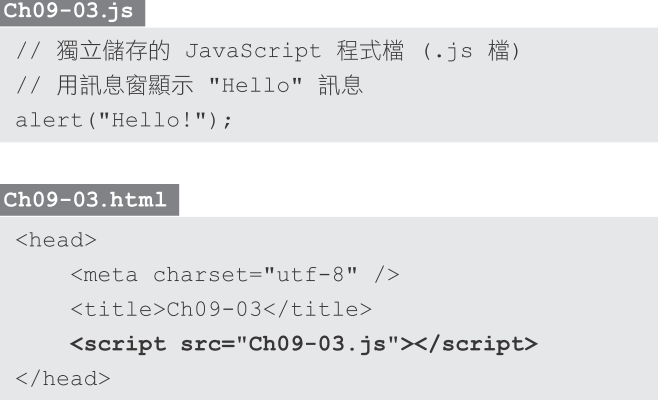 Ch09-03.js
// 獨立儲存的 JavaScript 程式檔 (.js 檔)
// 用訊息窗顯示 "Hello" 訊息
alert("Hello!");
Ch09-03.html
<head>
    <meta charset="utf-8" />
    <title>Ch09-03</title>
    <script src="Ch09-03.js"></script>
</head>